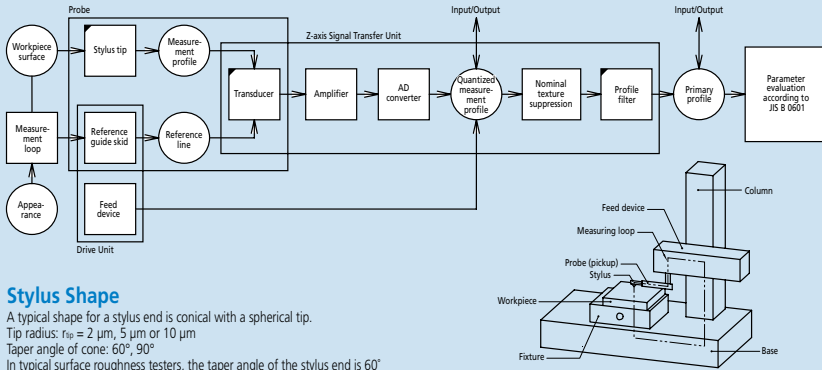 Probe
Input/Output
Input/Output
Z-axis Signal Transfer Unit
Workpiece
surface
Stylus tip
Measure-
ment
profile
Transducer
Amplifier
AD
converter
Quantized
measure-
ment
profile
Nominal
texture
suppression
Profile
filter
Primary
profile
Parameter
evaluation
according to
JIS B 0601
Measure-
ment
loop
Reference
guide skid
Reference
line
Appea-
rance
Feed
device
Drive Unit
Column
Feed device
Measuring loop
Probe (pickup)
Stylus
Workpiece
Fixture
Base
Stylus Shape
A typical shape for a stylus end is conical with a spherical tip.
Tip radius: rtip = 2 µm, 5 µm or 10 µm
Taper angle of cone: 60°, 90°
In typical surface roughness testers, the taper angle of the stylus end is 60˚